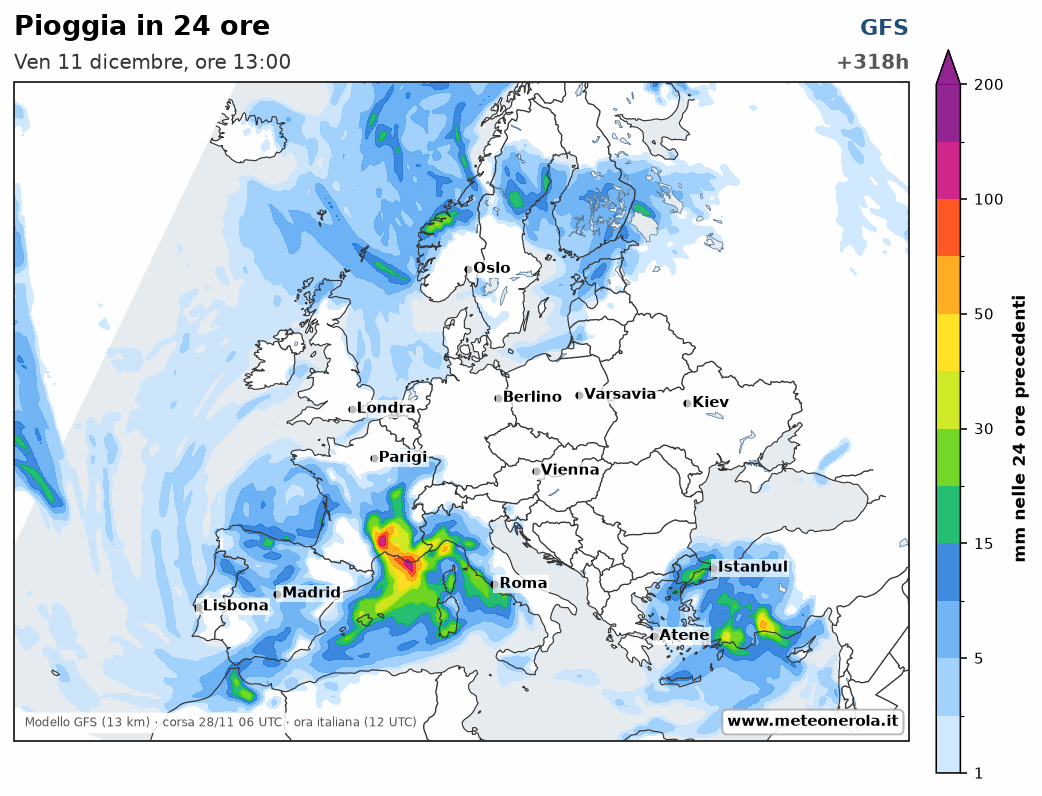 Pioggia in 24 ore
GFS
Ven 11 dicembre, ore 13:00
+318h
200
100
50
30
15
5
1
mm nelle 24 ore precedenti
Oslo
Berlino
Varsavia
Kiev
Londra
Parigi
Vienna
Istanbul
Roma
Madrid
Lisbona
Atene
Modello GFS (13 km) · corsa 28/11 06 UTC · ora italiana (12 UTC)
www.meteonerola.it